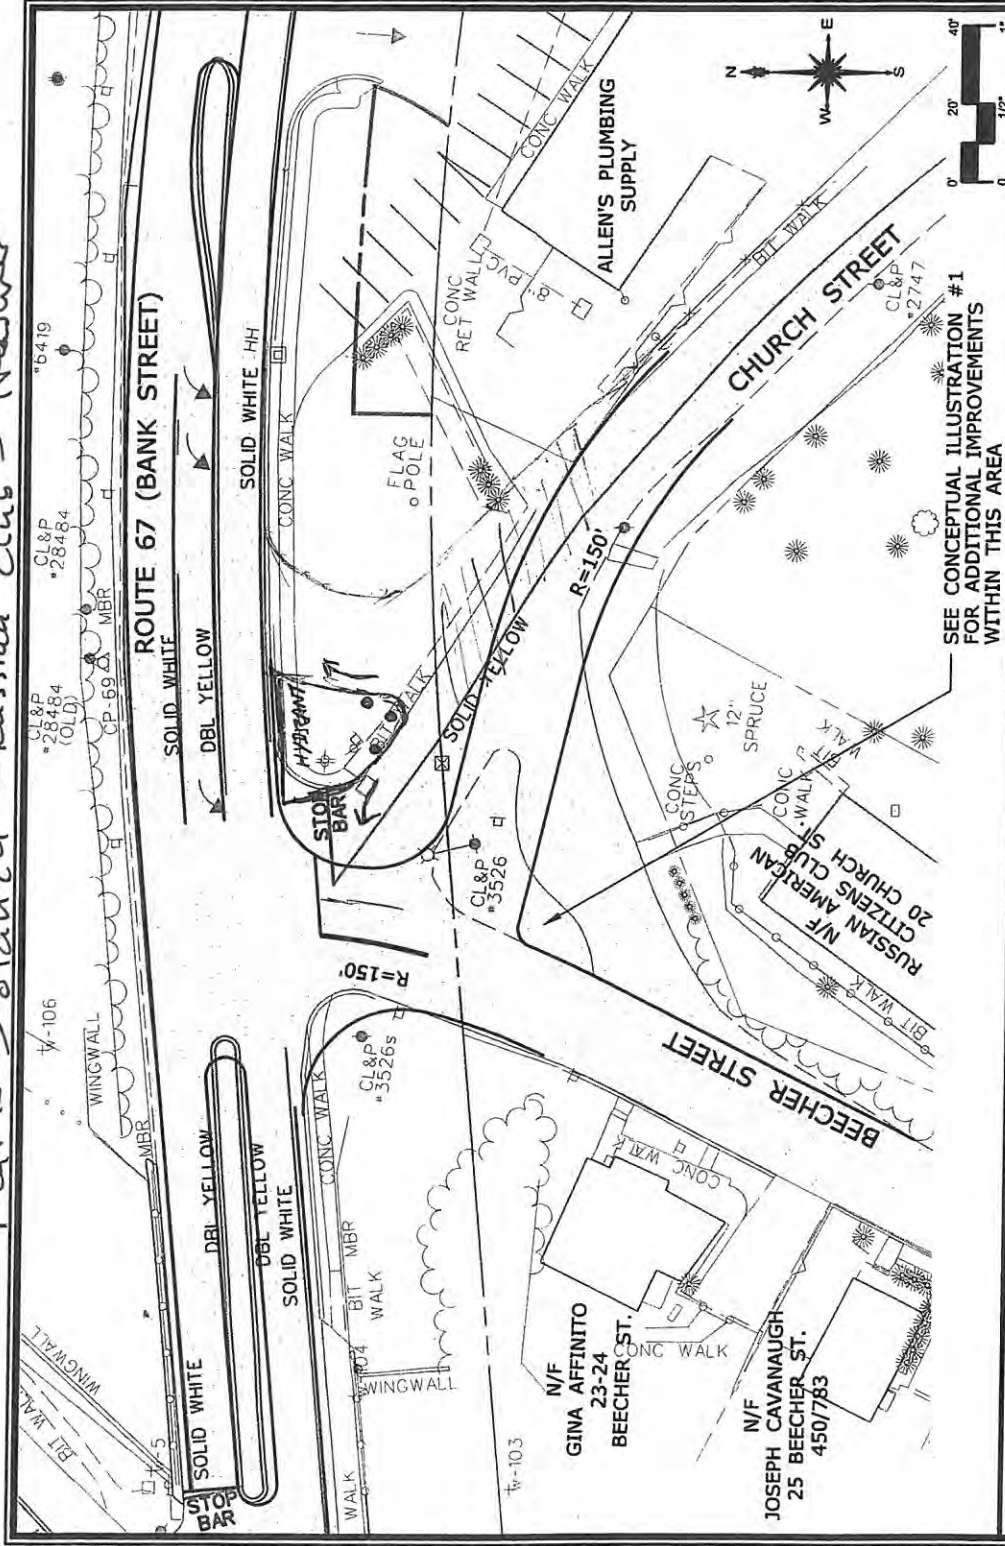 WINGWALL
BIT WALK
WINGWALL
MBR
SOLID WHITE
STOP
BAR
DBL YELLOW
DBL YELLOW
SOLID WHITE
CONC WALK
MBR
BIT
WALK
WALK
WINGWALL
CL&P
#28484
(OLD)
CL&P
#28484
CP-69
MBR
#6419
ROUTE 67 (BANK STREET)
SOLID WHITE
DBL YELLOW
SOLID WHITE
HH
CONC WALK
HYDRANT
STOP
BAR
BIT WALK
SOLID YELLOW
FLAG
POLE
CONC
RET WALL
8" PVC
ALLEN'S PLUMBING
SUPPLY
CONC WALK
N
W
E
S
0'
20'
40'
0
1/2"
1"
BIT WALK
CHURCH STREET
CL&P
#2747
R=150'
R=150'
CL&P
#3526
CL&P
#3526s
BEECHER STREET
CONC
STEPS
12"
SPRUCE
CONC
WALK
BIT
WALK
N/F
RUSSIAN AMERICAN
CITIZENS CLUB
20 CHURCH ST.
BIT WALK
SEE CONCEPTUAL ILLUSTRATION #1
FOR ADDITIONAL IMPROVEMENTS
WITHIN THIS AREA
CONC
WALK
N/F
GINA AFFINITO
23-24
BEECHER ST.
CONC WALK
N/F
JOSEPH CAVANAUGH
25 BEECHER ST.
450/783